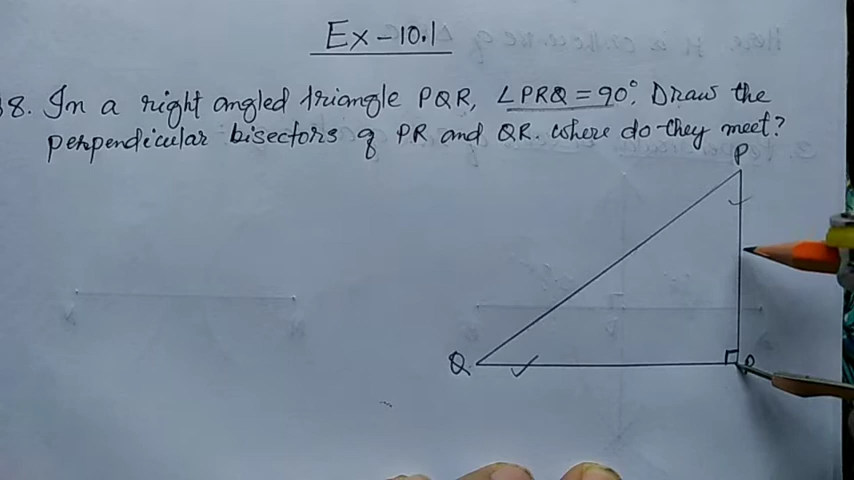 Ex-10.1
8. In a right angled triangle PQR, ∠PRQ = 90°. Draw the
perpendicular bisectors of PR and QR. Where do they meet?
P
Q